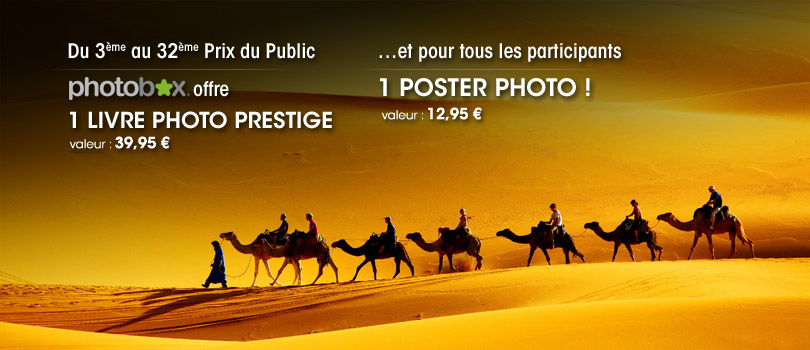 Du 3ème au 32ème Prix du Public
photobox. offre
1 LIVRE PHOTO PRESTIGE
valeur : 39,95 €
...et pour tous les participants
1 POSTER PHOTO !
valeur : 12,95 €